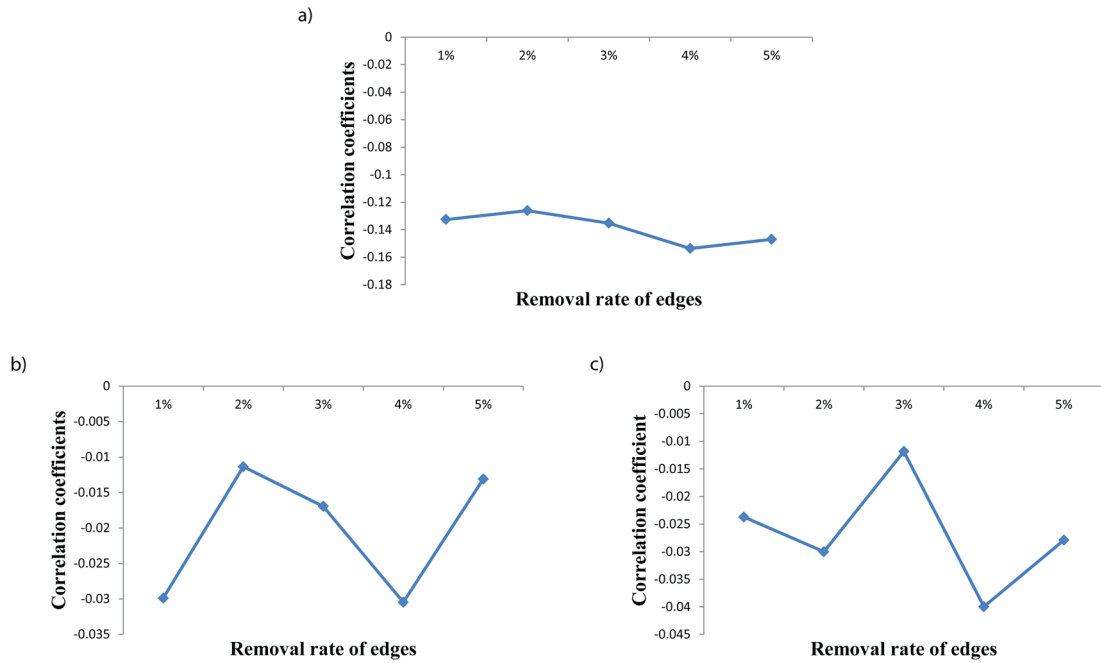 a)
Correlation coefficients
0
-0.02
-0.04
-0.06
-0.08
-0.1
-0.12
-0.14
-0.16
-0.18
1% 2% 3% 4% 5%
Removal rate of edges
b)
Correlation coefficients
0
-0.005
-0.01
-0.015
-0.02
-0.025
-0.03
-0.035
1% 2% 3% 4% 5%
Removal rate of edges
c)
Correlation coefficient
0
-0.005
-0.01
-0.015
-0.02
-0.025
-0.03
-0.035
-0.04
-0.045
1% 2% 3% 4% 5%
Removal rate of edges